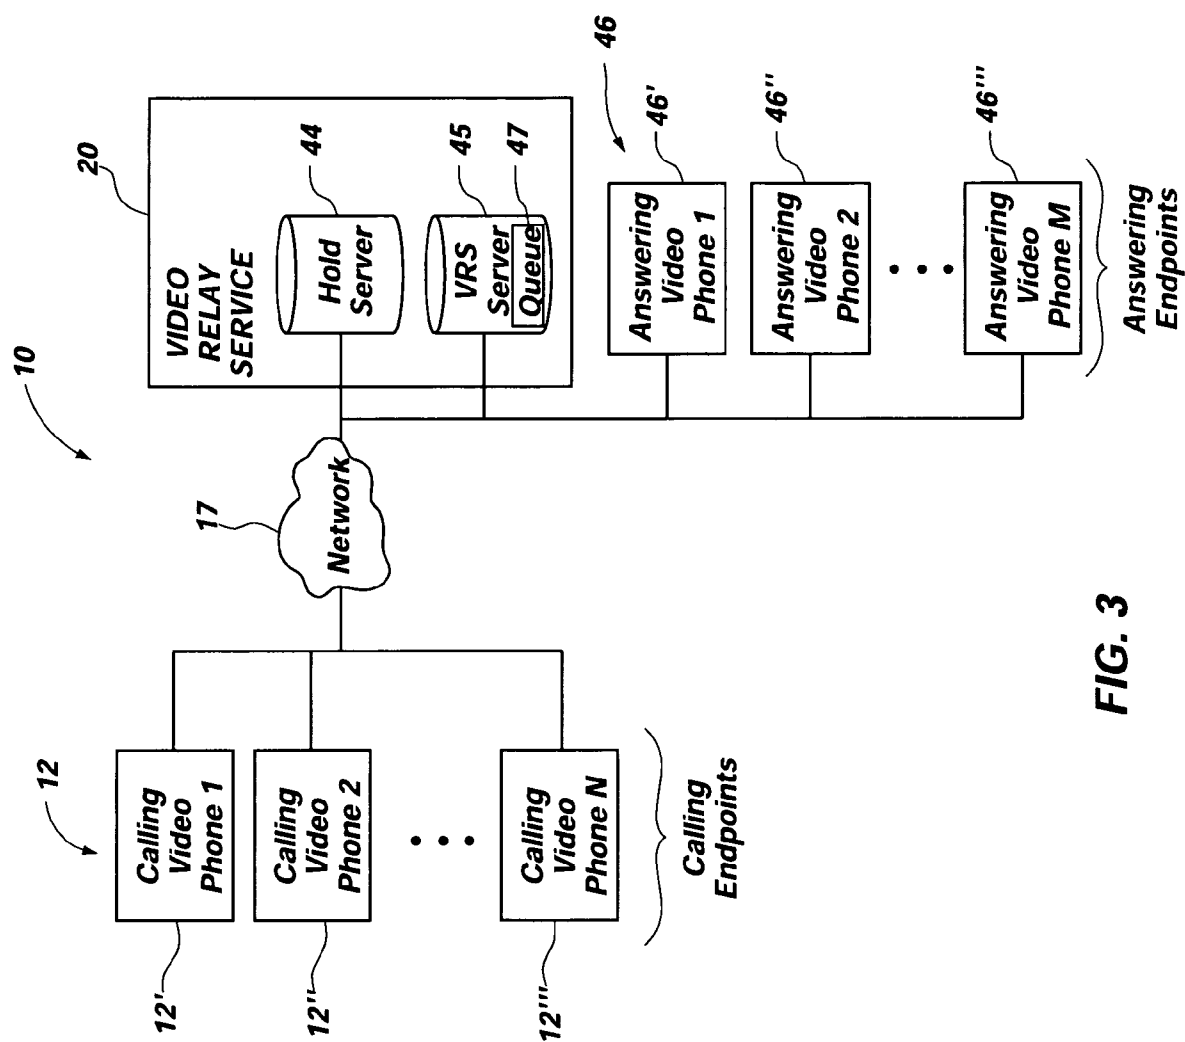 10
12
12'
Calling
Video
Phone 1
12''
Calling
Video
Phone 2
12'''
Calling
Video
Phone N
Calling
Endpoints
17
Network
20
VIDEO
RELAY
SERVICE
Hold
Server
44
VRS
Server
Queue
45
47
46
Answering
Video
Phone 1
46'
Answering
Video
Phone 2
46''
Answering
Video
Phone M
46'''
Answering
Endpoints
FIG. 3